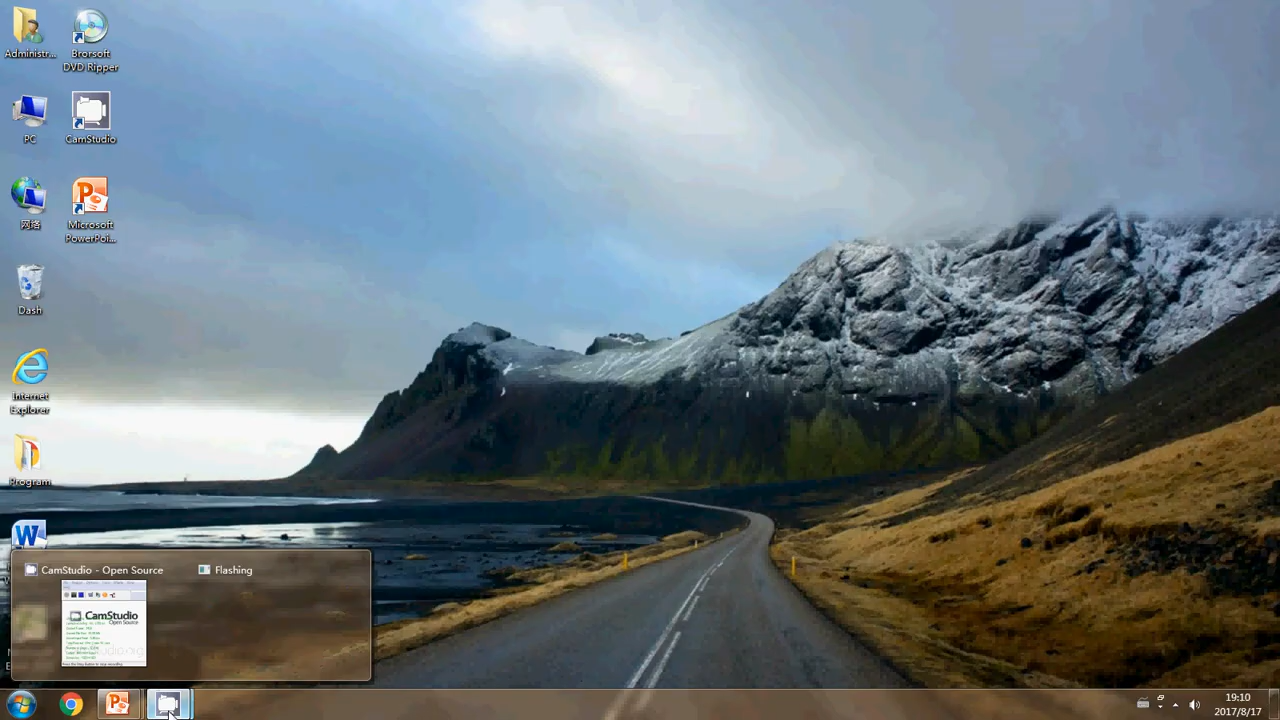 Administr...
Brorsoft
DVD Ripper
PC
CamStudio
网络
Microsoft
PowerPoi...
Dash
Internet
Explorer
Program
CamStudio - Open Source
Flashing
CamStudio
Open Source
19:10
2017/8/17